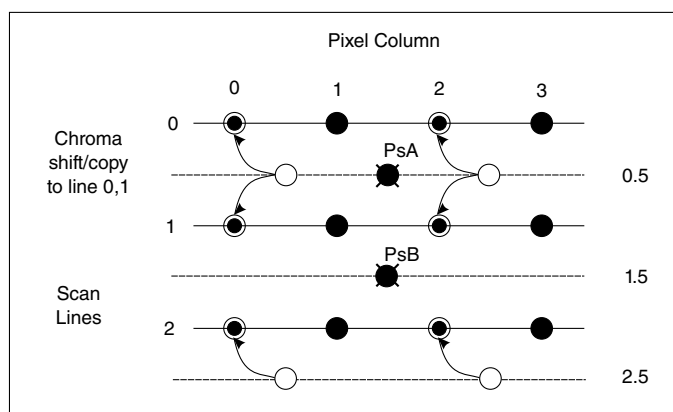 Pixel Column
0 1 2 3
0
Chroma
shift/copy
to line 0,1
PsA
0.5
1
PsB
1.5
Scan
Lines
2
2.5